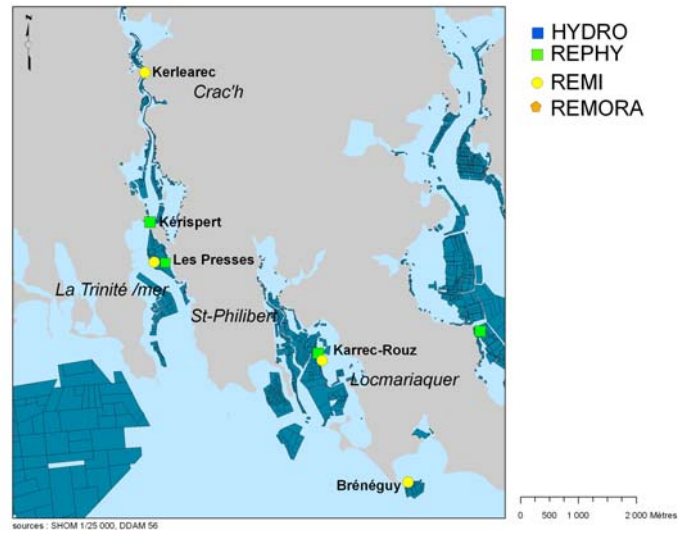 N
HYDRO
REPHY
REMI
REMORA
Kerlearec
Crac'h
Kérispert
Les Presses
La Trinité /mer
St-Philibert
Karrec-Rouz
Locmariaquer
Brénéguy
0 500 1 000 2 000 Mètres
sources : SHOM 1/25 000, DDAM 56